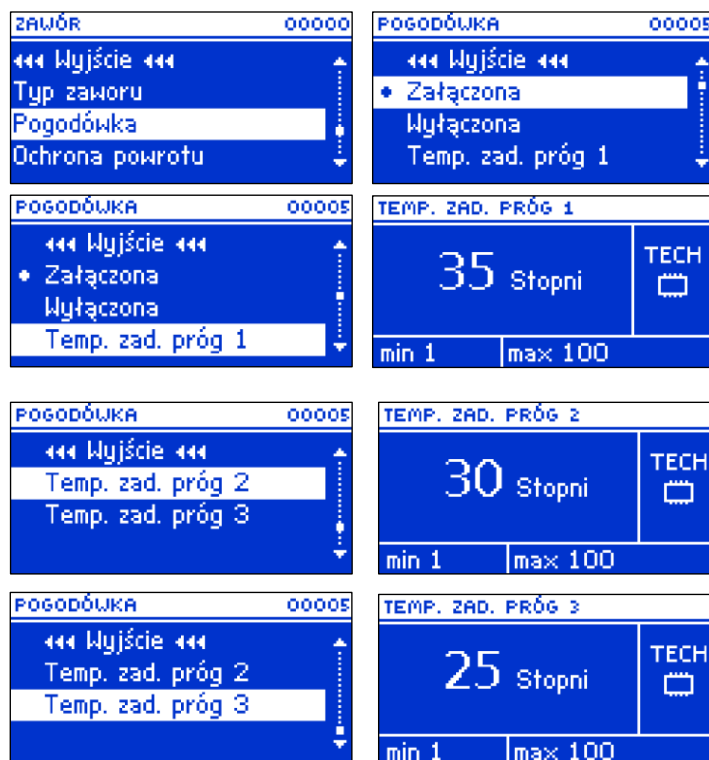 ZAWÓR 00000
Wyjście
Typ zaworu
Pogodówka
Ochrona powrotu
POGODÓWKA 00005
Wyjście
Załączona
Wyłączona
Temp. zad. próg 1
POGODÓWKA 00005
Wyjście
Załączona
Wyłączona
Temp. zad. próg 1
TEMP. ZAD. PRÓG 1
35 Stopni
TECH
min 1 max 100
POGODÓWKA 00005
Wyjście
Temp. zad. próg 2
Temp. zad. próg 3
TEMP. ZAD. PRÓG 2
30 Stopni
TECH
min 1 max 100
POGODÓWKA 00005
Wyjście
Temp. zad. próg 2
Temp. zad. próg 3
TEMP. ZAD. PRÓG 3
25 Stopni
TECH
min 1 max 100